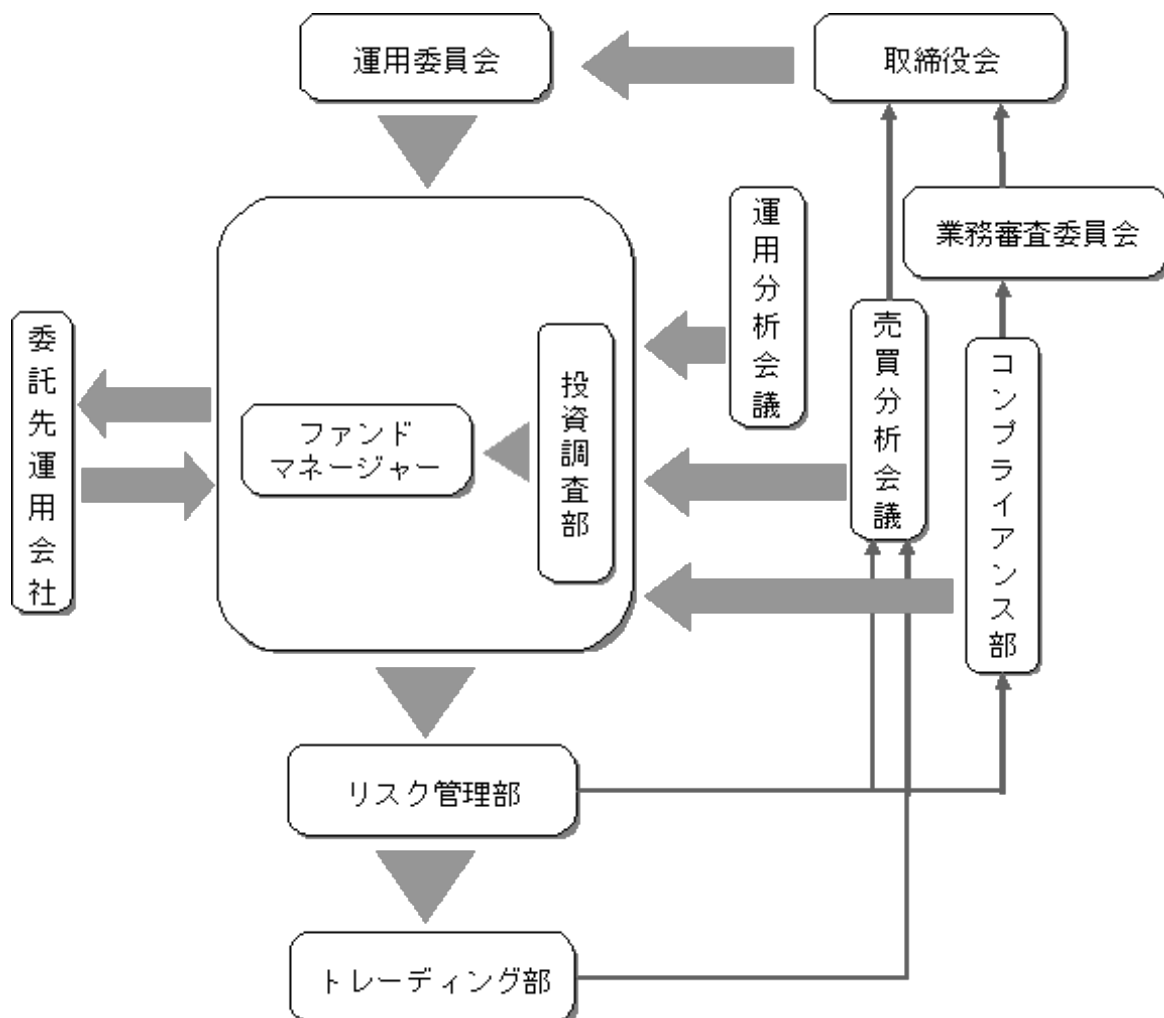 運用委員会
取締役会
運用分析会議
業務審査委員会
売買分析会議
コンプライアンス部
委託先運用会社
投資調査部
ファンド
マネージャー
リスク管理部
トレーディング部